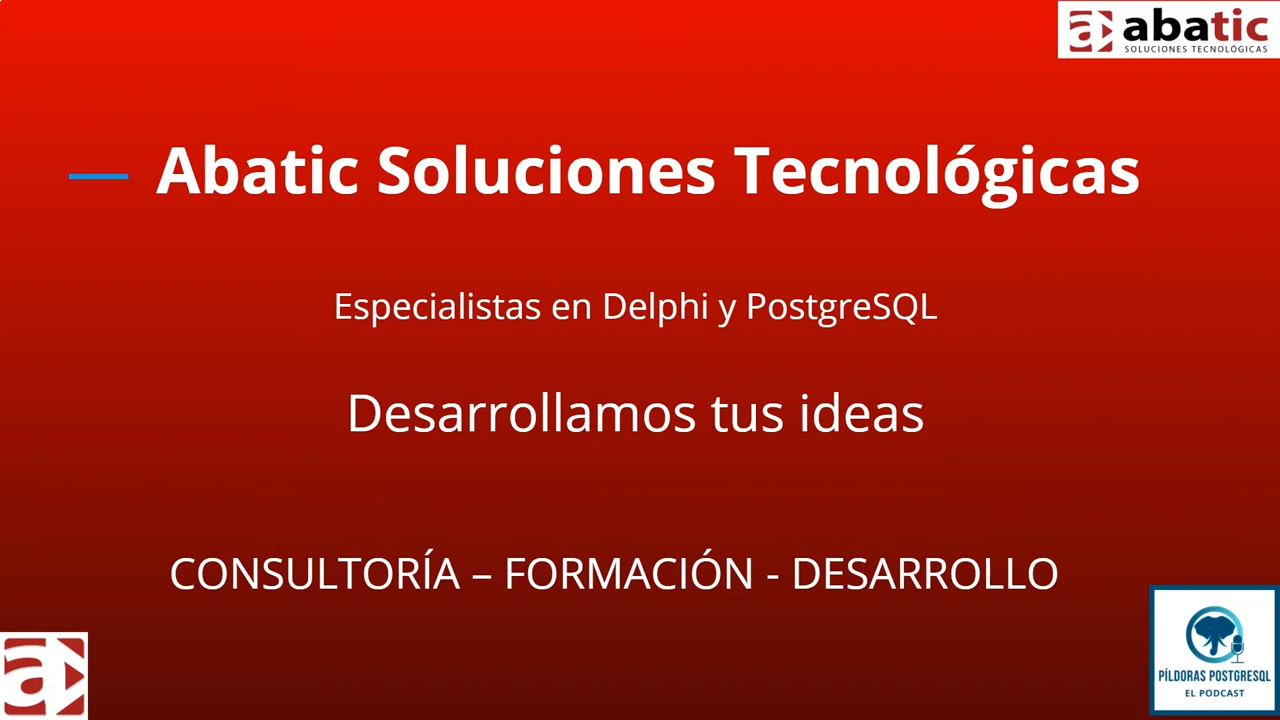 abatic
SOLUCIONES TECNOLÓGICAS
Abatic Soluciones Tecnológicas
Especialistas en Delphi y PostgreSQL
Desarrollamos tus ideas
CONSULTORÍA – FORMACIÓN - DESARROLLO
a
PÍLDORAS POSTGRESQL
EL PODCAST